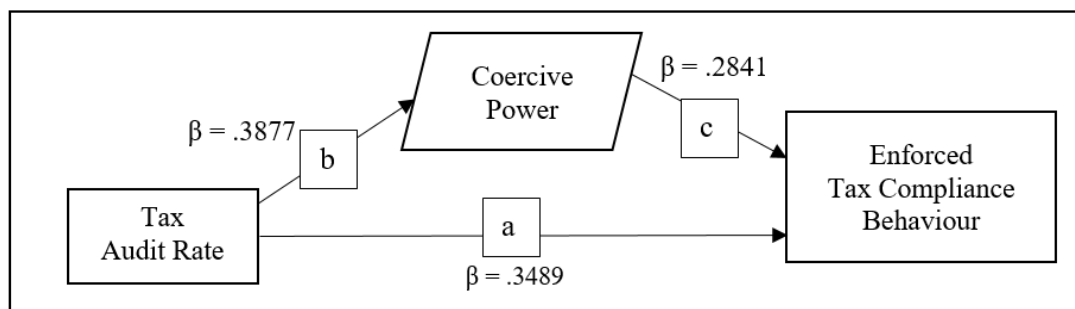 Coercive
Power
β = .2841
β = .3877
b
c
Enforced
Tax Compliance
Behaviour
Tax
Audit Rate
a
β = .3489